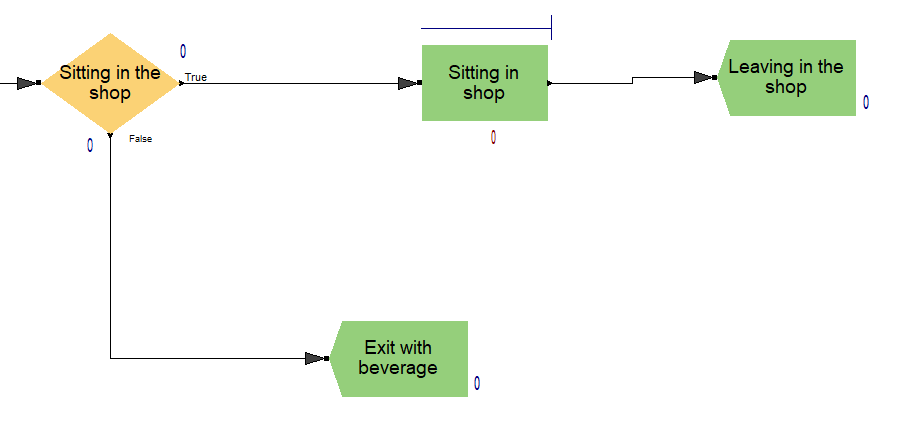 0
Sitting in the
shop
True
0
False
Sitting in
shop
0
Leaving in the
shop
0
Exit with
beverage
0